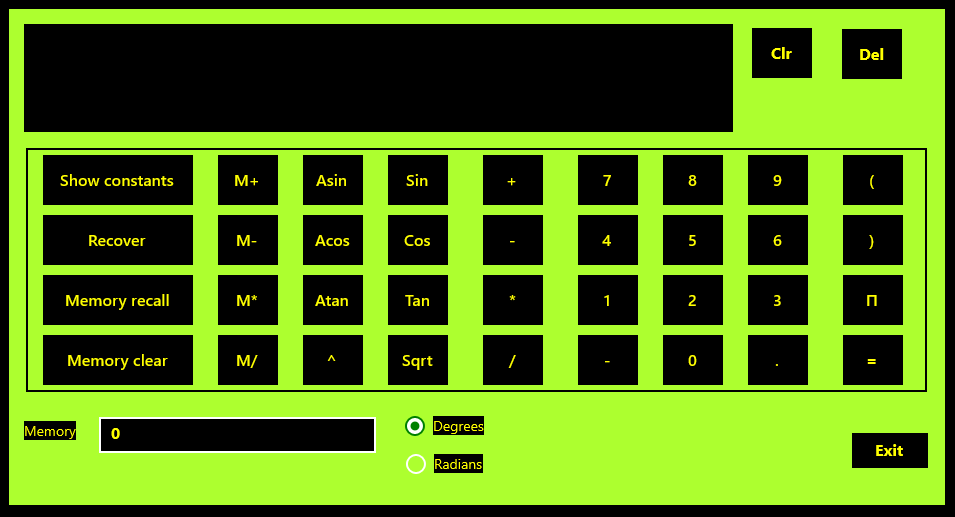 Clr Del
Show constants M+ Asin Sin + 7 8 9 (
Recover M- Acos Cos - 4 5 6 )
Memory recall M* Atan Tan * 1 2 3 П
Memory clear M/ ^ Sqrt / - 0 . =
Memory 0 Degrees
Radians
Exit